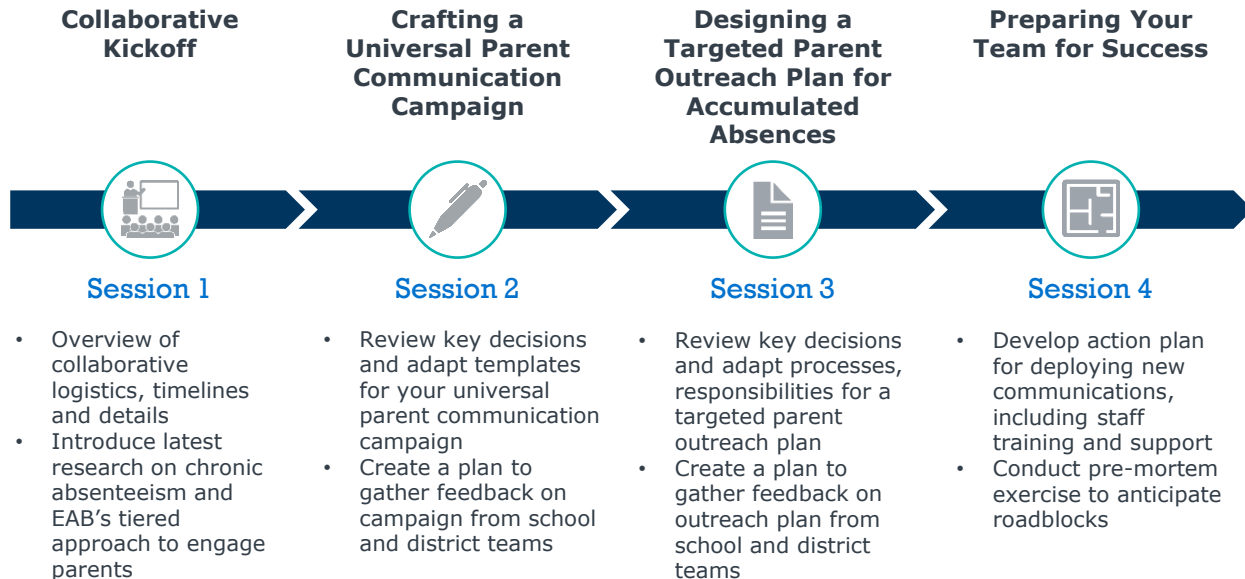 Collaborative
Kickoff
Crafting a
Universal Parent
Communication
Campaign
Designing a
Targeted Parent
Outreach Plan for
Accumulated
Absences
Preparing Your
Team for Success
Session 1
Session 2
Session 3
Session 4
• Overview of
collaborative
logistics, timelines
and details
• Introduce latest
research on chronic
absenteeism and
EAB's tiered
approach to engage
parents
• Review key decisions
and adapt templates
for your universal
parent communication
campaign
• Create a plan to
gather feedback on
campaign from school
and district teams
• Review key decisions
and adapt processes,
responsibilities for a
targeted parent
outreach plan
• Create a plan to
gather feedback on
outreach plan from
school and district
teams
• Develop action plan
for deploying new
communications,
including staff
training and support
• Conduct pre-mortem
exercise to anticipate
roadblocks